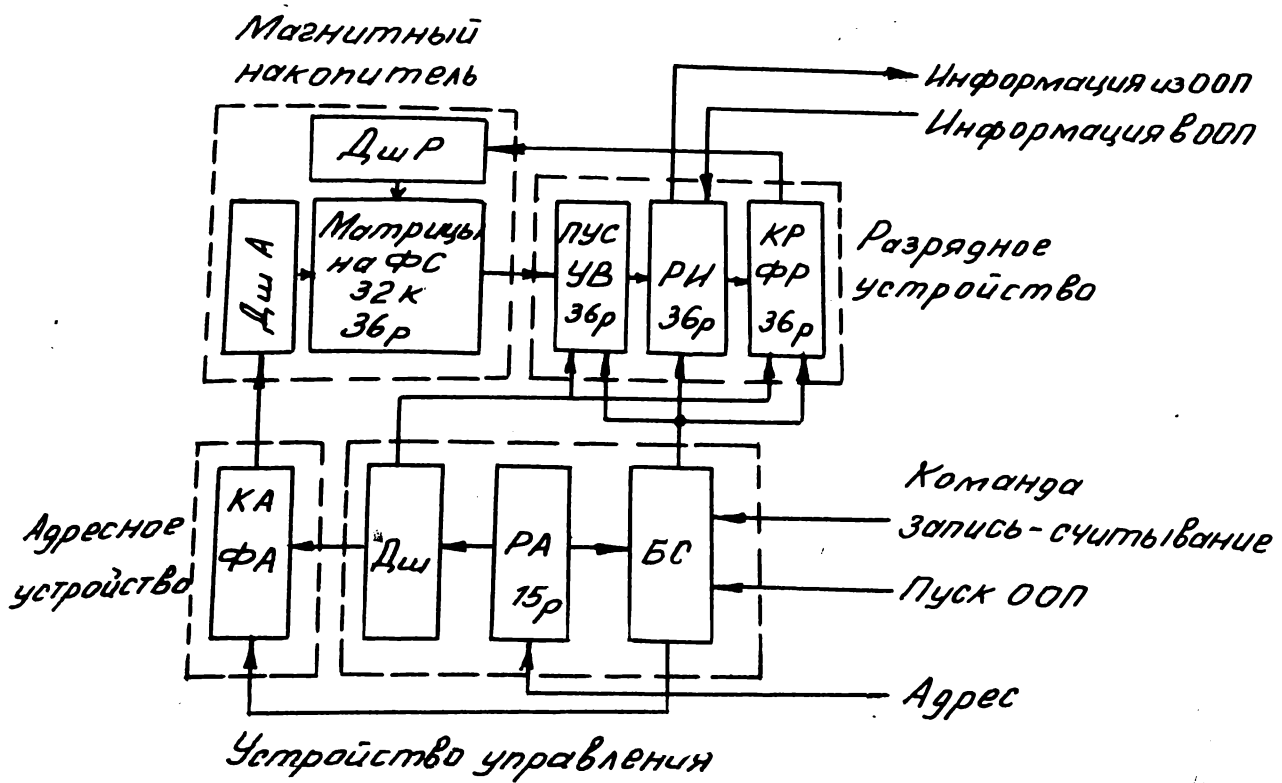 Магнитный
накопитель
Информация из ООП
Информация в ООП
ДшР
ДшА
Матрицы
на ФС
32к
36р
ПУС
УВ
36р
РИ
36р
КР
ФР
36р
Разрядное
устройство
Адресное
устройство
КА
ФА
Дш
РА
15р
БС
Команда
запись-считывание
Пуск ООП
Адрес
Устройство управления